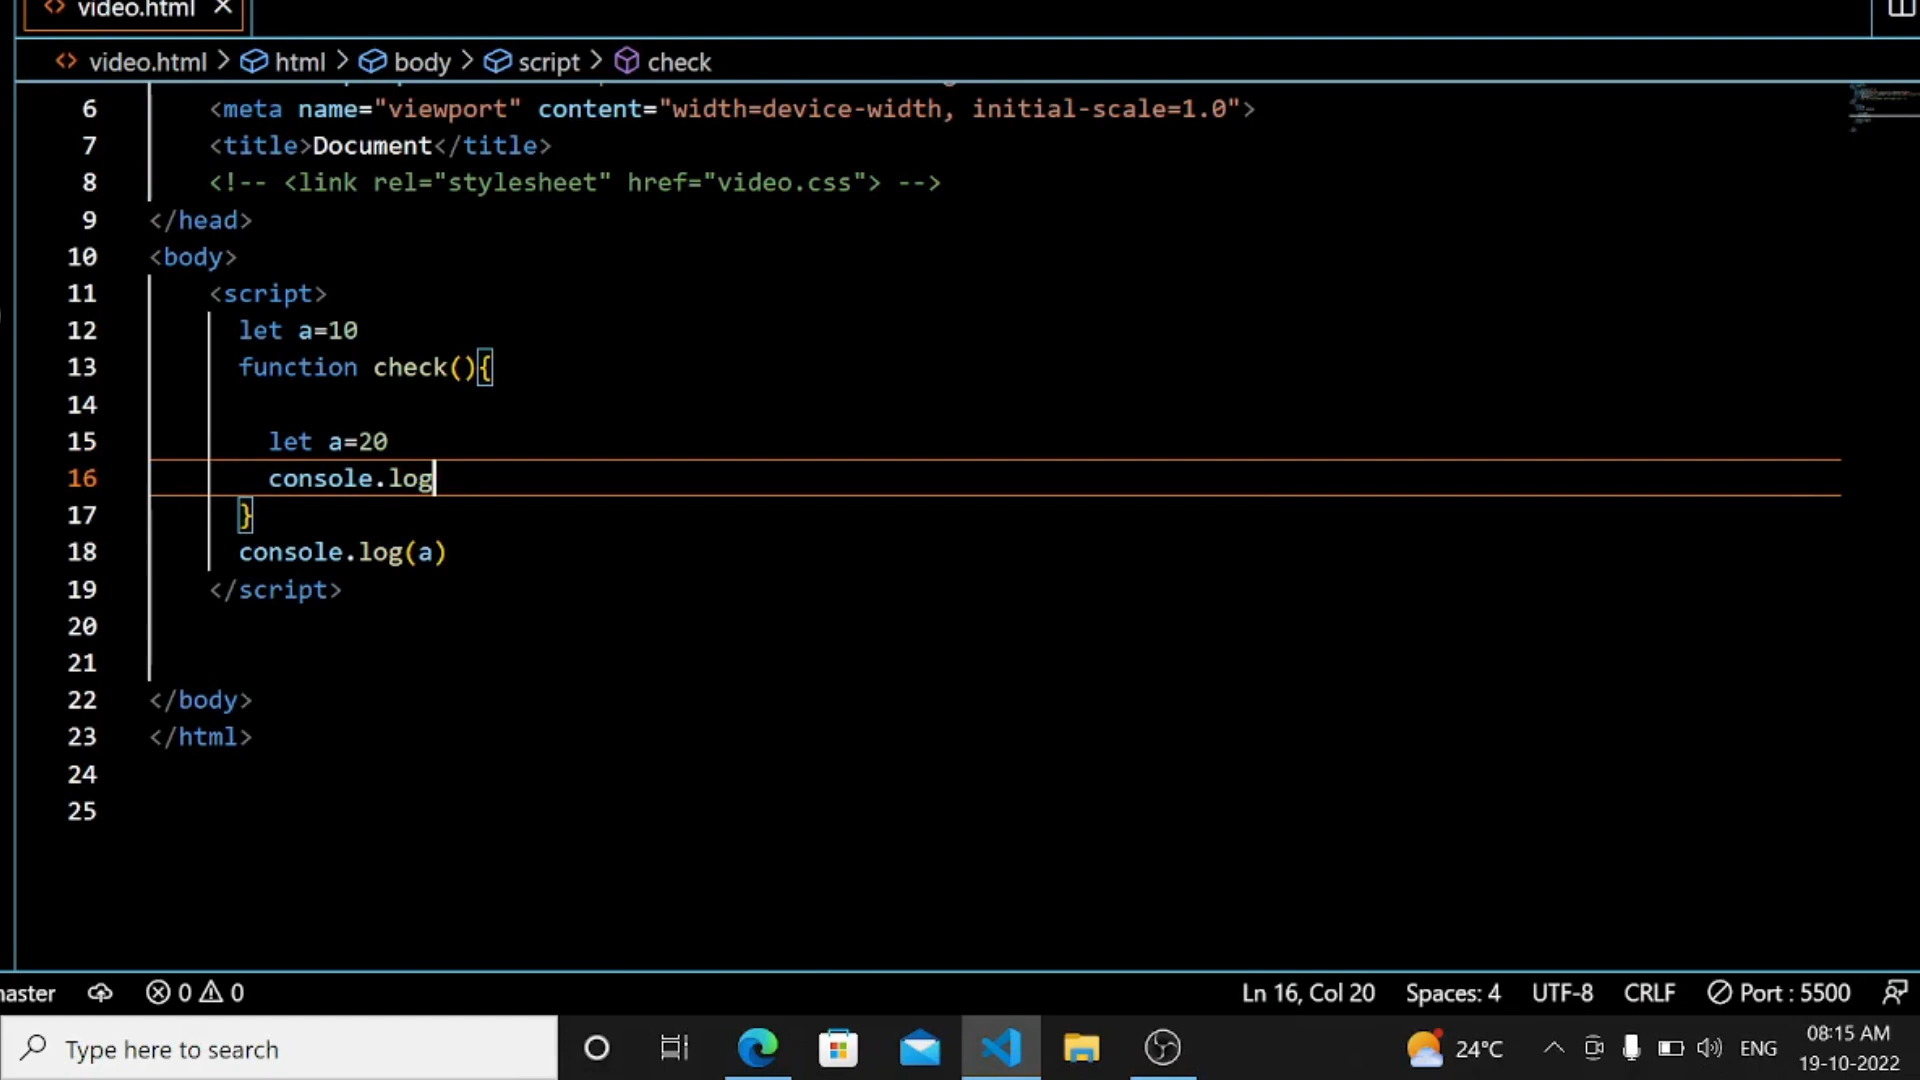 video.html
video.html > html > body > script > check
6 <meta name="viewport" content="width=device-width, initial-scale=1.0">
7 <title>Document</title>
8 <!-- <link rel="stylesheet" href="video.css"> -->
9 </head>
10 <body>
11 <script>
12 let a=10
13 function check(){
14
15 let a=20
16 console.log
17 }
18 console.log(a)
19 </script>
20
21
22 </body>
23 </html>
24
25
0 0 Ln 16, Col 20 Spaces: 4 UTF-8 CRLF Port : 5500
Type here to search 24°C ENG 08:15 AM
19-10-2022